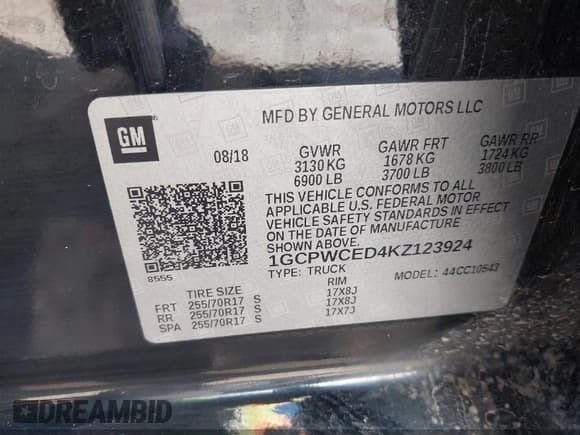 MFD BY GENERAL MOTORS LLC
GM
08/18 GVWR GAWR FRT GAWR RR
3130 KG 1678 KG 1724 KG
6900 LB 3700 LB 3800 LB
THIS VEHICLE CONFORMS TO ALL
APPLICABLE U.S. FEDERAL MOTOR
VEHICLE SAFETY STANDARDS IN EFFECT
ON THE DATE OF MANUFACTURE
SHOWN ABOVE.
1GCPWCED4KZ123924
8555
TYPE: TRUCK MODEL: 44CC10543
TIRE SIZE RIM
FRT 255/70R17 S 17X8J
RR 255/70R17 S 17X8J
SPA 255/70R17 S 17X7J
DREAMBID